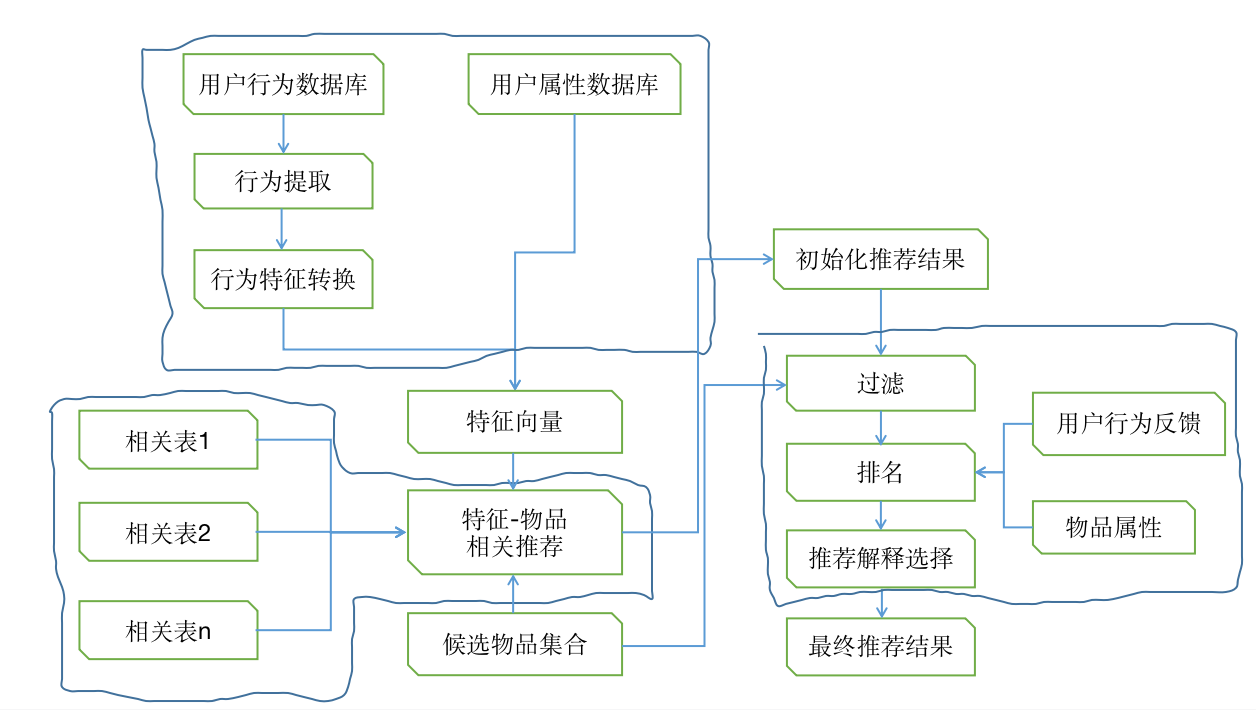 用户行为数据库
用户属性数据库
行为提取
行为特征转换
初始化推荐结果
过滤
特征向量
用户行为反馈
相关表1
排名
特征-物品
相关推荐
相关表2
物品属性
推荐解释选择
相关表n
候选物品集合
最终推荐结果